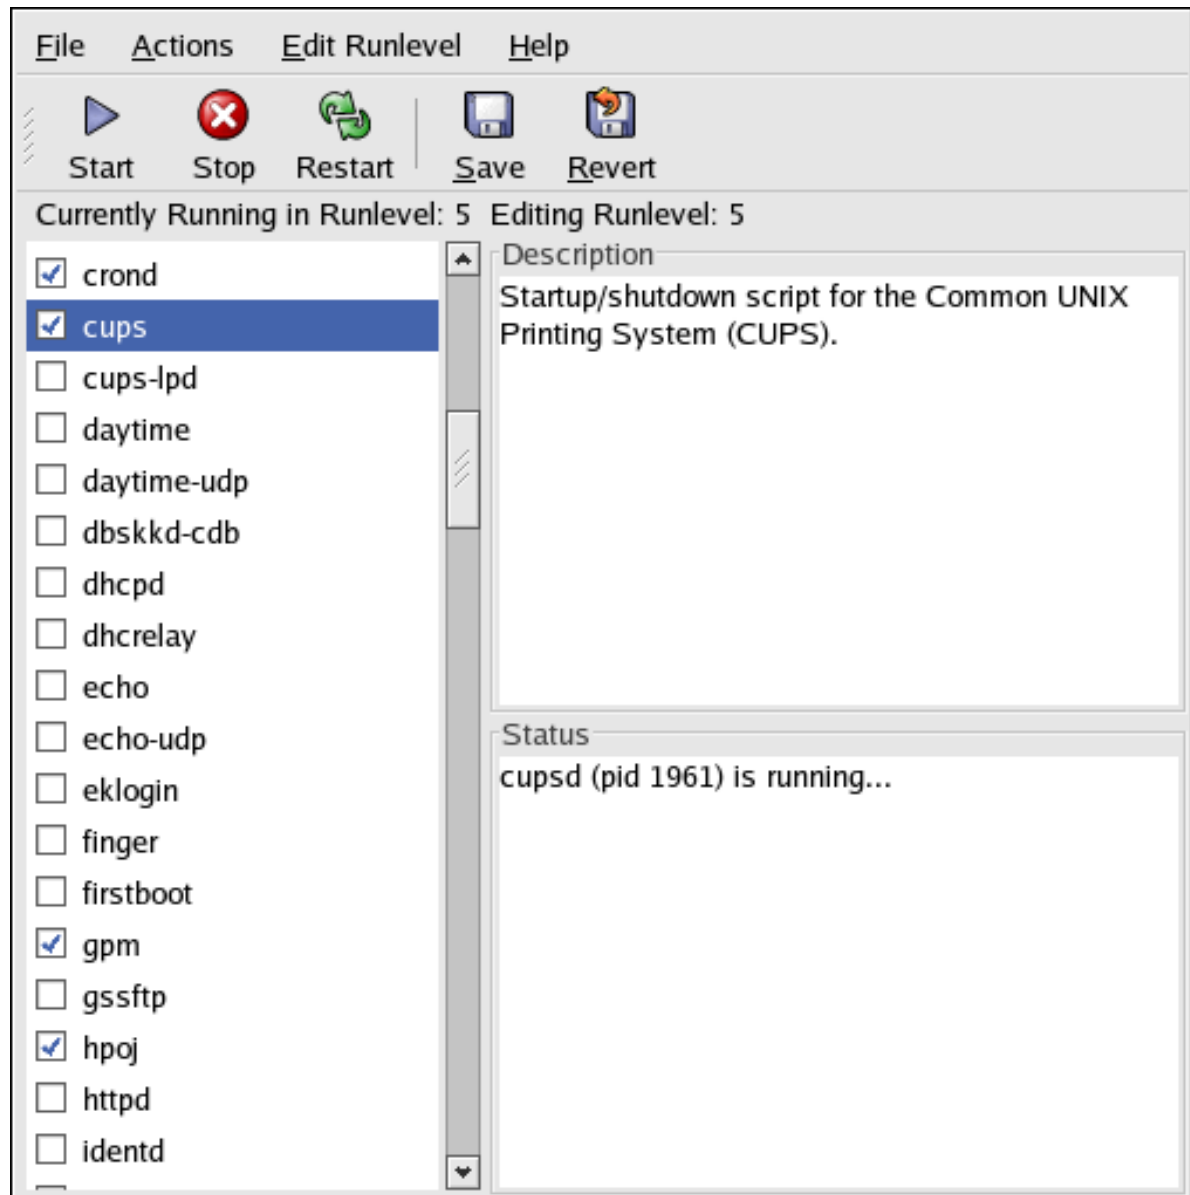 File Actions Edit Runlevel Help
Start Stop Restart Save Revert
Currently Running in Runlevel: 5 Editing Runlevel: 5
crond
cups
cups-lpd
daytime
daytime-udp
dbskkd-cdb
dhcpd
dhcrelay
echo
echo-udp
eklogin
finger
firstboot
gpm
gssftp
hpoj
httpd
identd
Description
Startup/shutdown script for the Common UNIX
Printing System (CUPS).
Status
cupsd (pid 1961) is running...